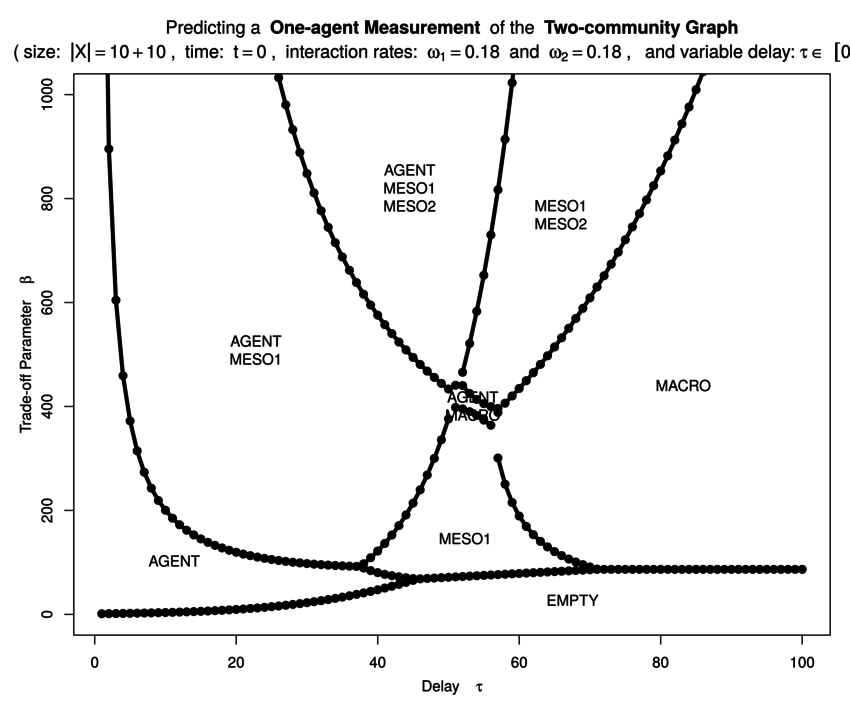 Predicting a One-agent Measurement of the Two-community Graph
( size: |X| = 10 + 10 , time: t = 0 , interaction rates: ω1 = 0.18 and ω2 = 0.18 , and variable delay: τ ∈ [0
1000
800
600
400
200
0
Trade-off Parameter β
AGENT
MESO1
MESO2
MESO1
MESO2
AGENT
MESO1
MACRO
AGENT
MACRO
MESO1
AGENT
EMPTY
0 20 40 60 80 100
Delay τ